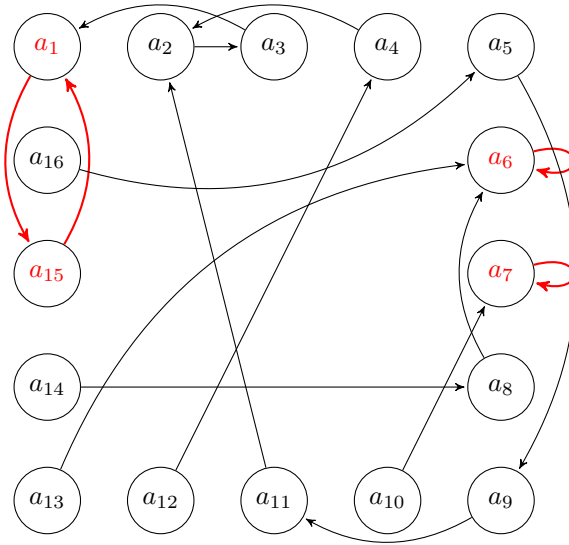 a₁ a₂ a₃ a₄ a₅
a₁₆ a₆
a₁₅ a₇
a₁₄ a₈
a₁₃ a₁₂ a₁₁ a₁₀ a₉